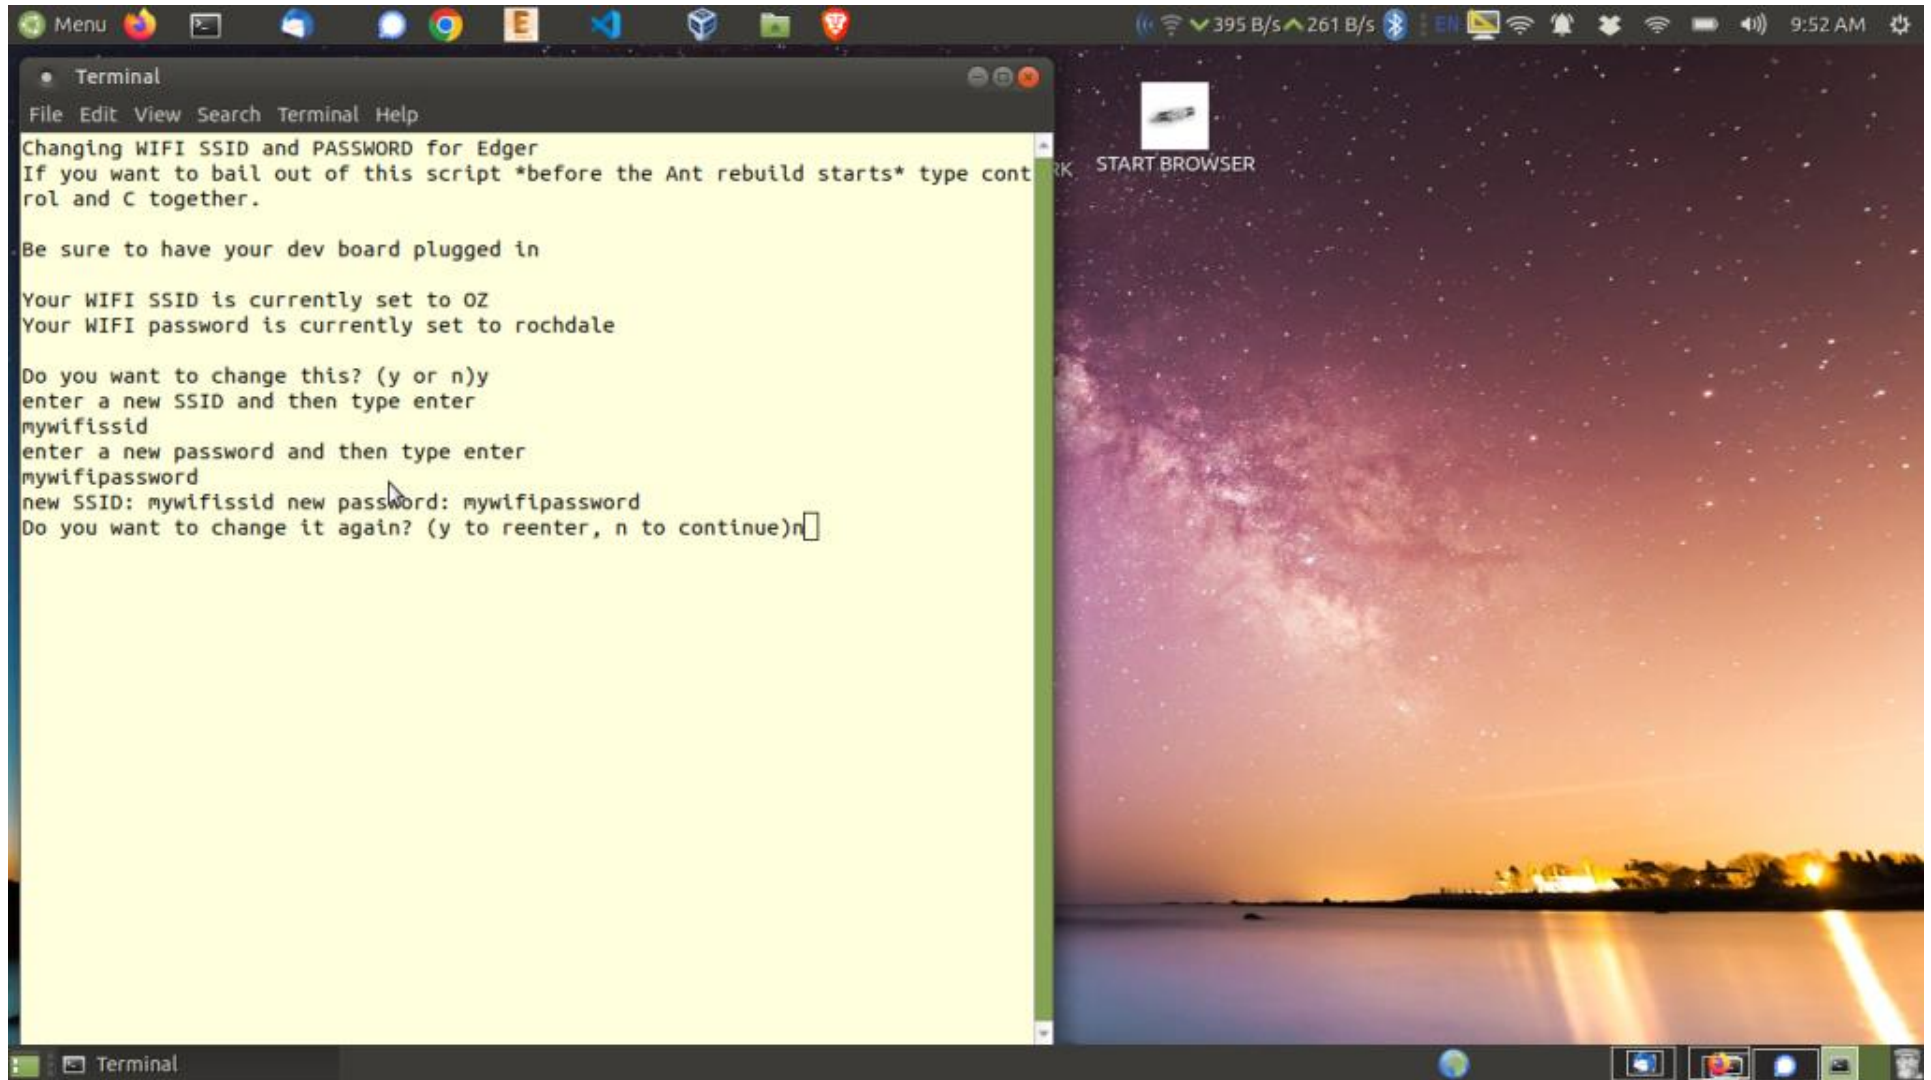 Menu
E
395 B/s 261 B/s
EN
9:52 AM
Terminal
File Edit View Search Terminal Help
Changing WIFI SSID and PASSWORD for Edger
If you want to bail out of this script *before the Ant rebuild starts* type cont
rol and C together.
Be sure to have your dev board plugged in
Your WIFI SSID is currently set to OZ
Your WIFI password is currently set to rochdale
Do you want to change this? (y or n)y
enter a new SSID and then type enter
mywifissid
enter a new password and then type enter
mywifipassword
new SSID: mywifissid new password: mywifipassword
Do you want to change it again? (y to reenter, n to continue)n
RK
START BROWSER
Terminal